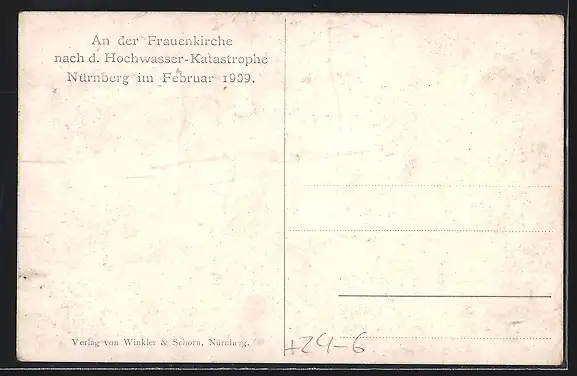 An der Frauenkirche
nach d. Hochwasser-Katastrophe
Nürnberg im Februar 1909.
Verlag von Winkler & Schorn, Nürnberg.
+24-6